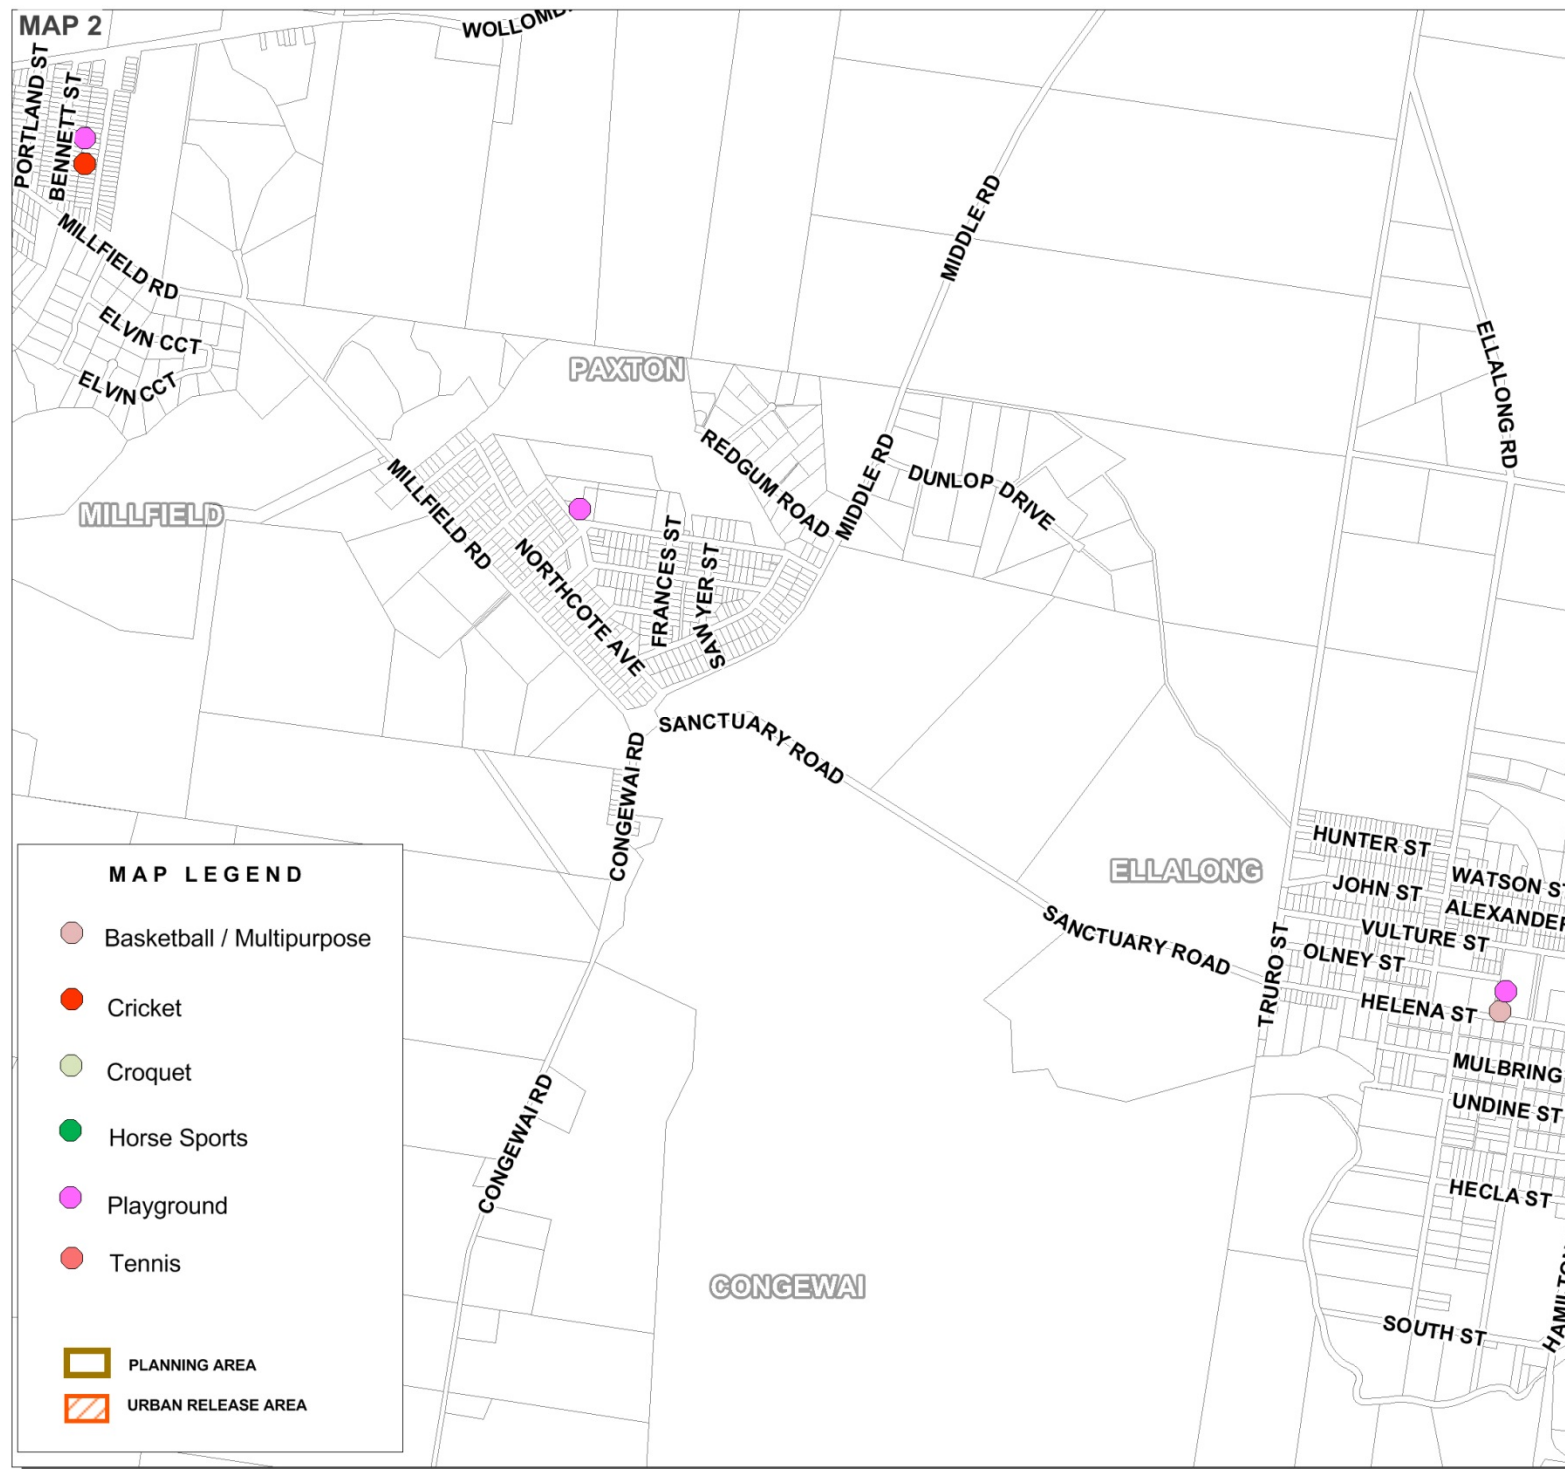 MAP 2
WOLLOMB
PORTLAND ST
BENNETT ST
MILLFIELD RD
ELVIN CCT
ELVIN CCT
MIDDLE RD
ELLALONG RD
PAXTON
REDGUM ROAD
MIDDLE RD
DUNLOP DRIVE
MILLFIELD
MILLFIELD RD
NORTHCOTE AVE
FRANCES ST
SAWYER ST
SANCTUARY ROAD
CONGEWAI RD
HUNTER ST
ELLALONG
JOHN ST
WATSON ST
ALEXANDER
VULTURE ST
OLNEY ST
SANCTUARY ROAD
TRURO ST
HELENA ST
MULBRING
UNDINE ST
HECLA ST
CONGEWAI RD
CONGEWAI
SOUTH ST
HAMILTON
MAP LEGEND
Basketball / Multipurpose
Cricket
Croquet
Horse Sports
Playground
Tennis
PLANNING AREA
URBAN RELEASE AREA